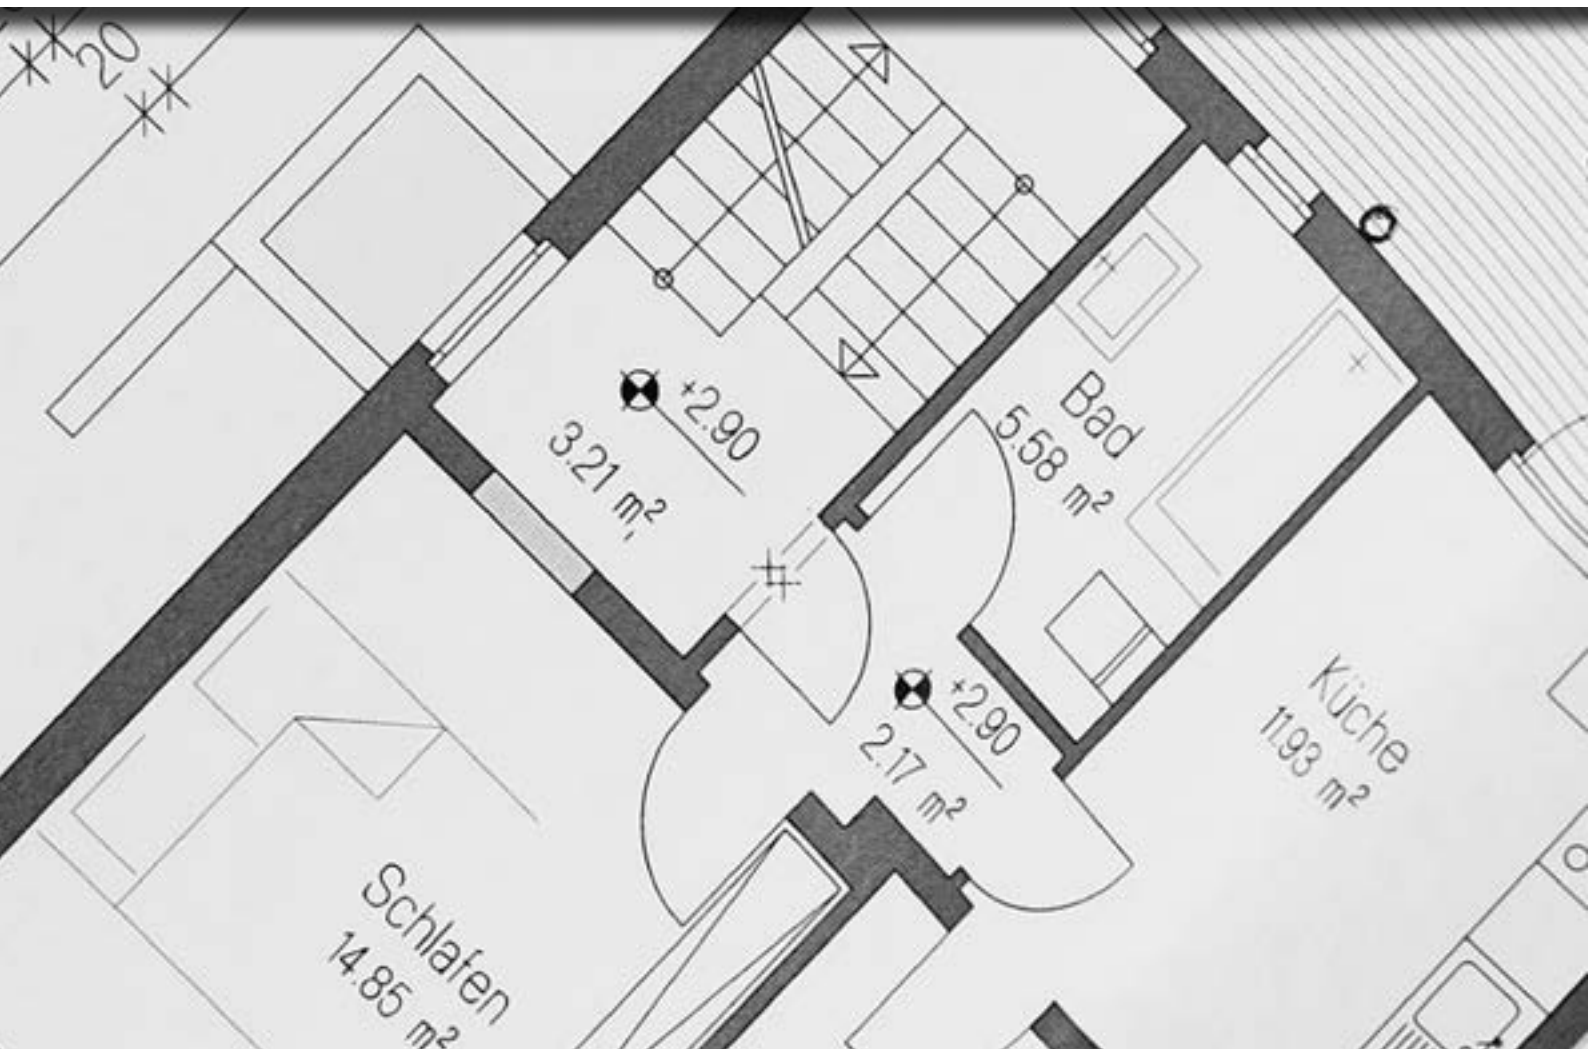 20
+2.90
3.21 m²
Bad
5.58 m²
+2.90
2.17 m²
Küche
11.93 m²
Schlafen
14.85 m²